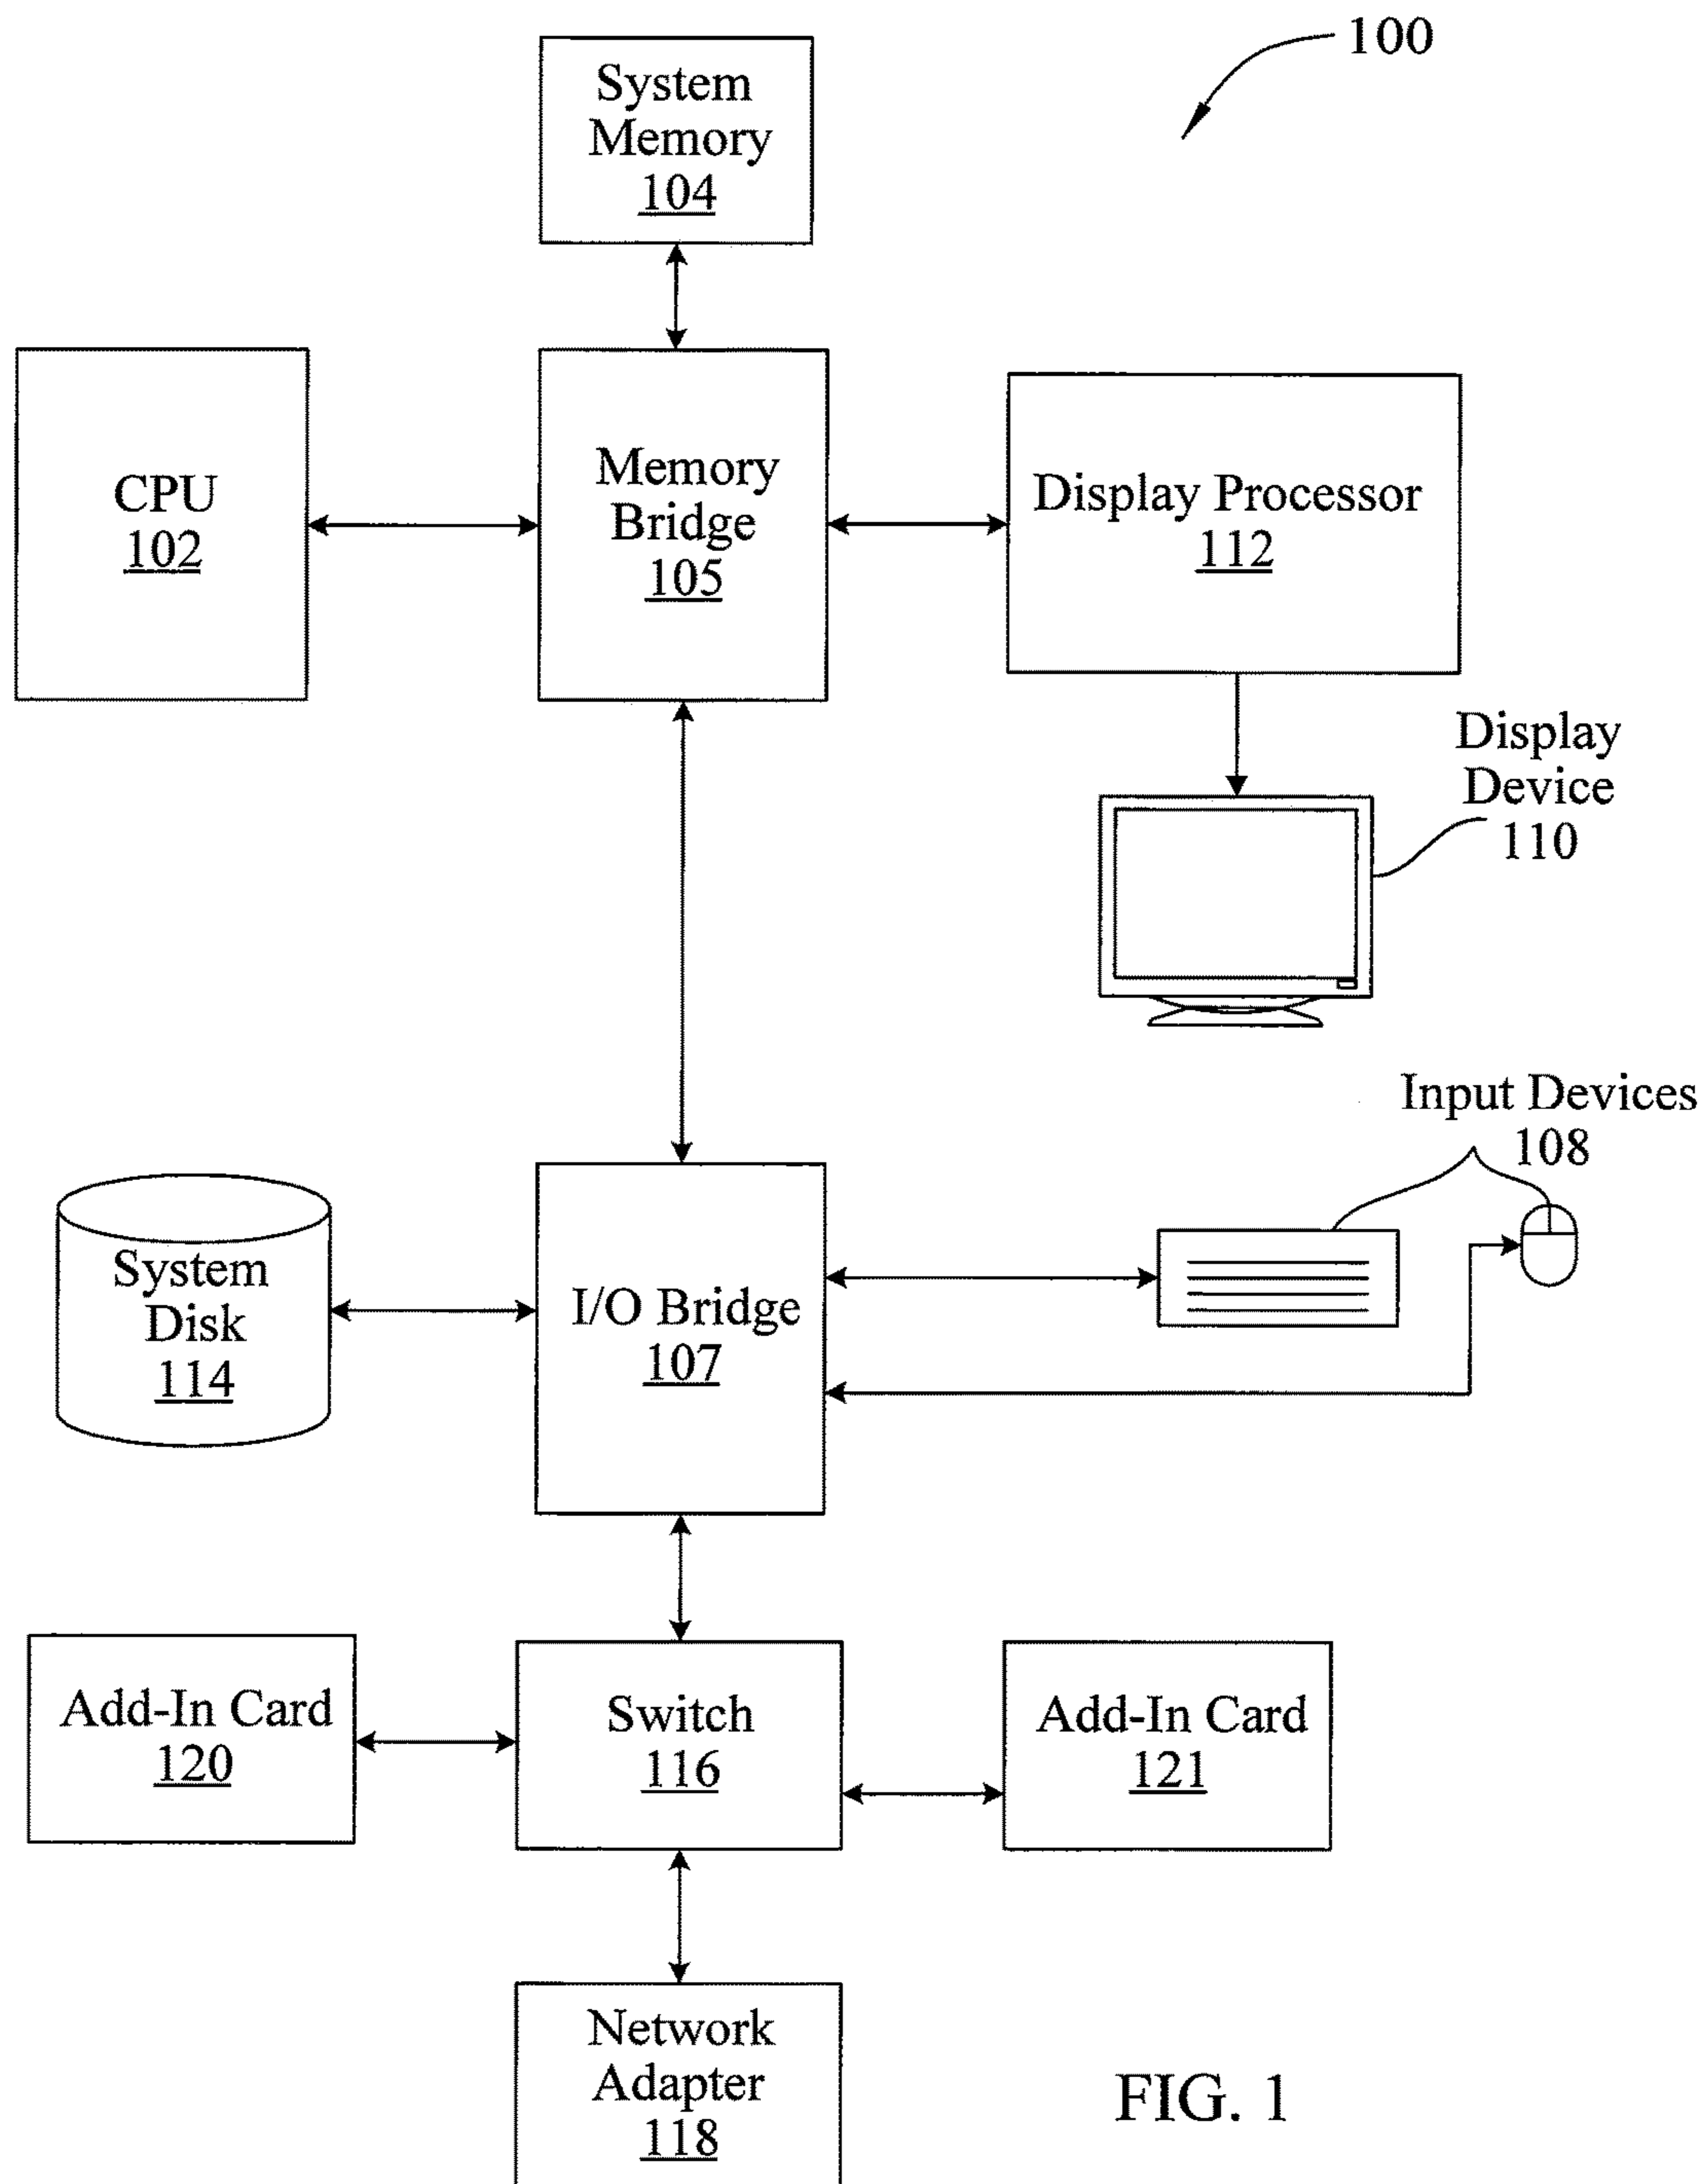 100
System
Memory
104
CPU
102
Memory
Bridge
105
Display Processor
112
Display
Device
110
Input Devices
108
System
Disk
114
I/O Bridge
107
Add-In Card
120
Switch
116
Add-In Card
121
Network
Adapter
118
FIG. 1